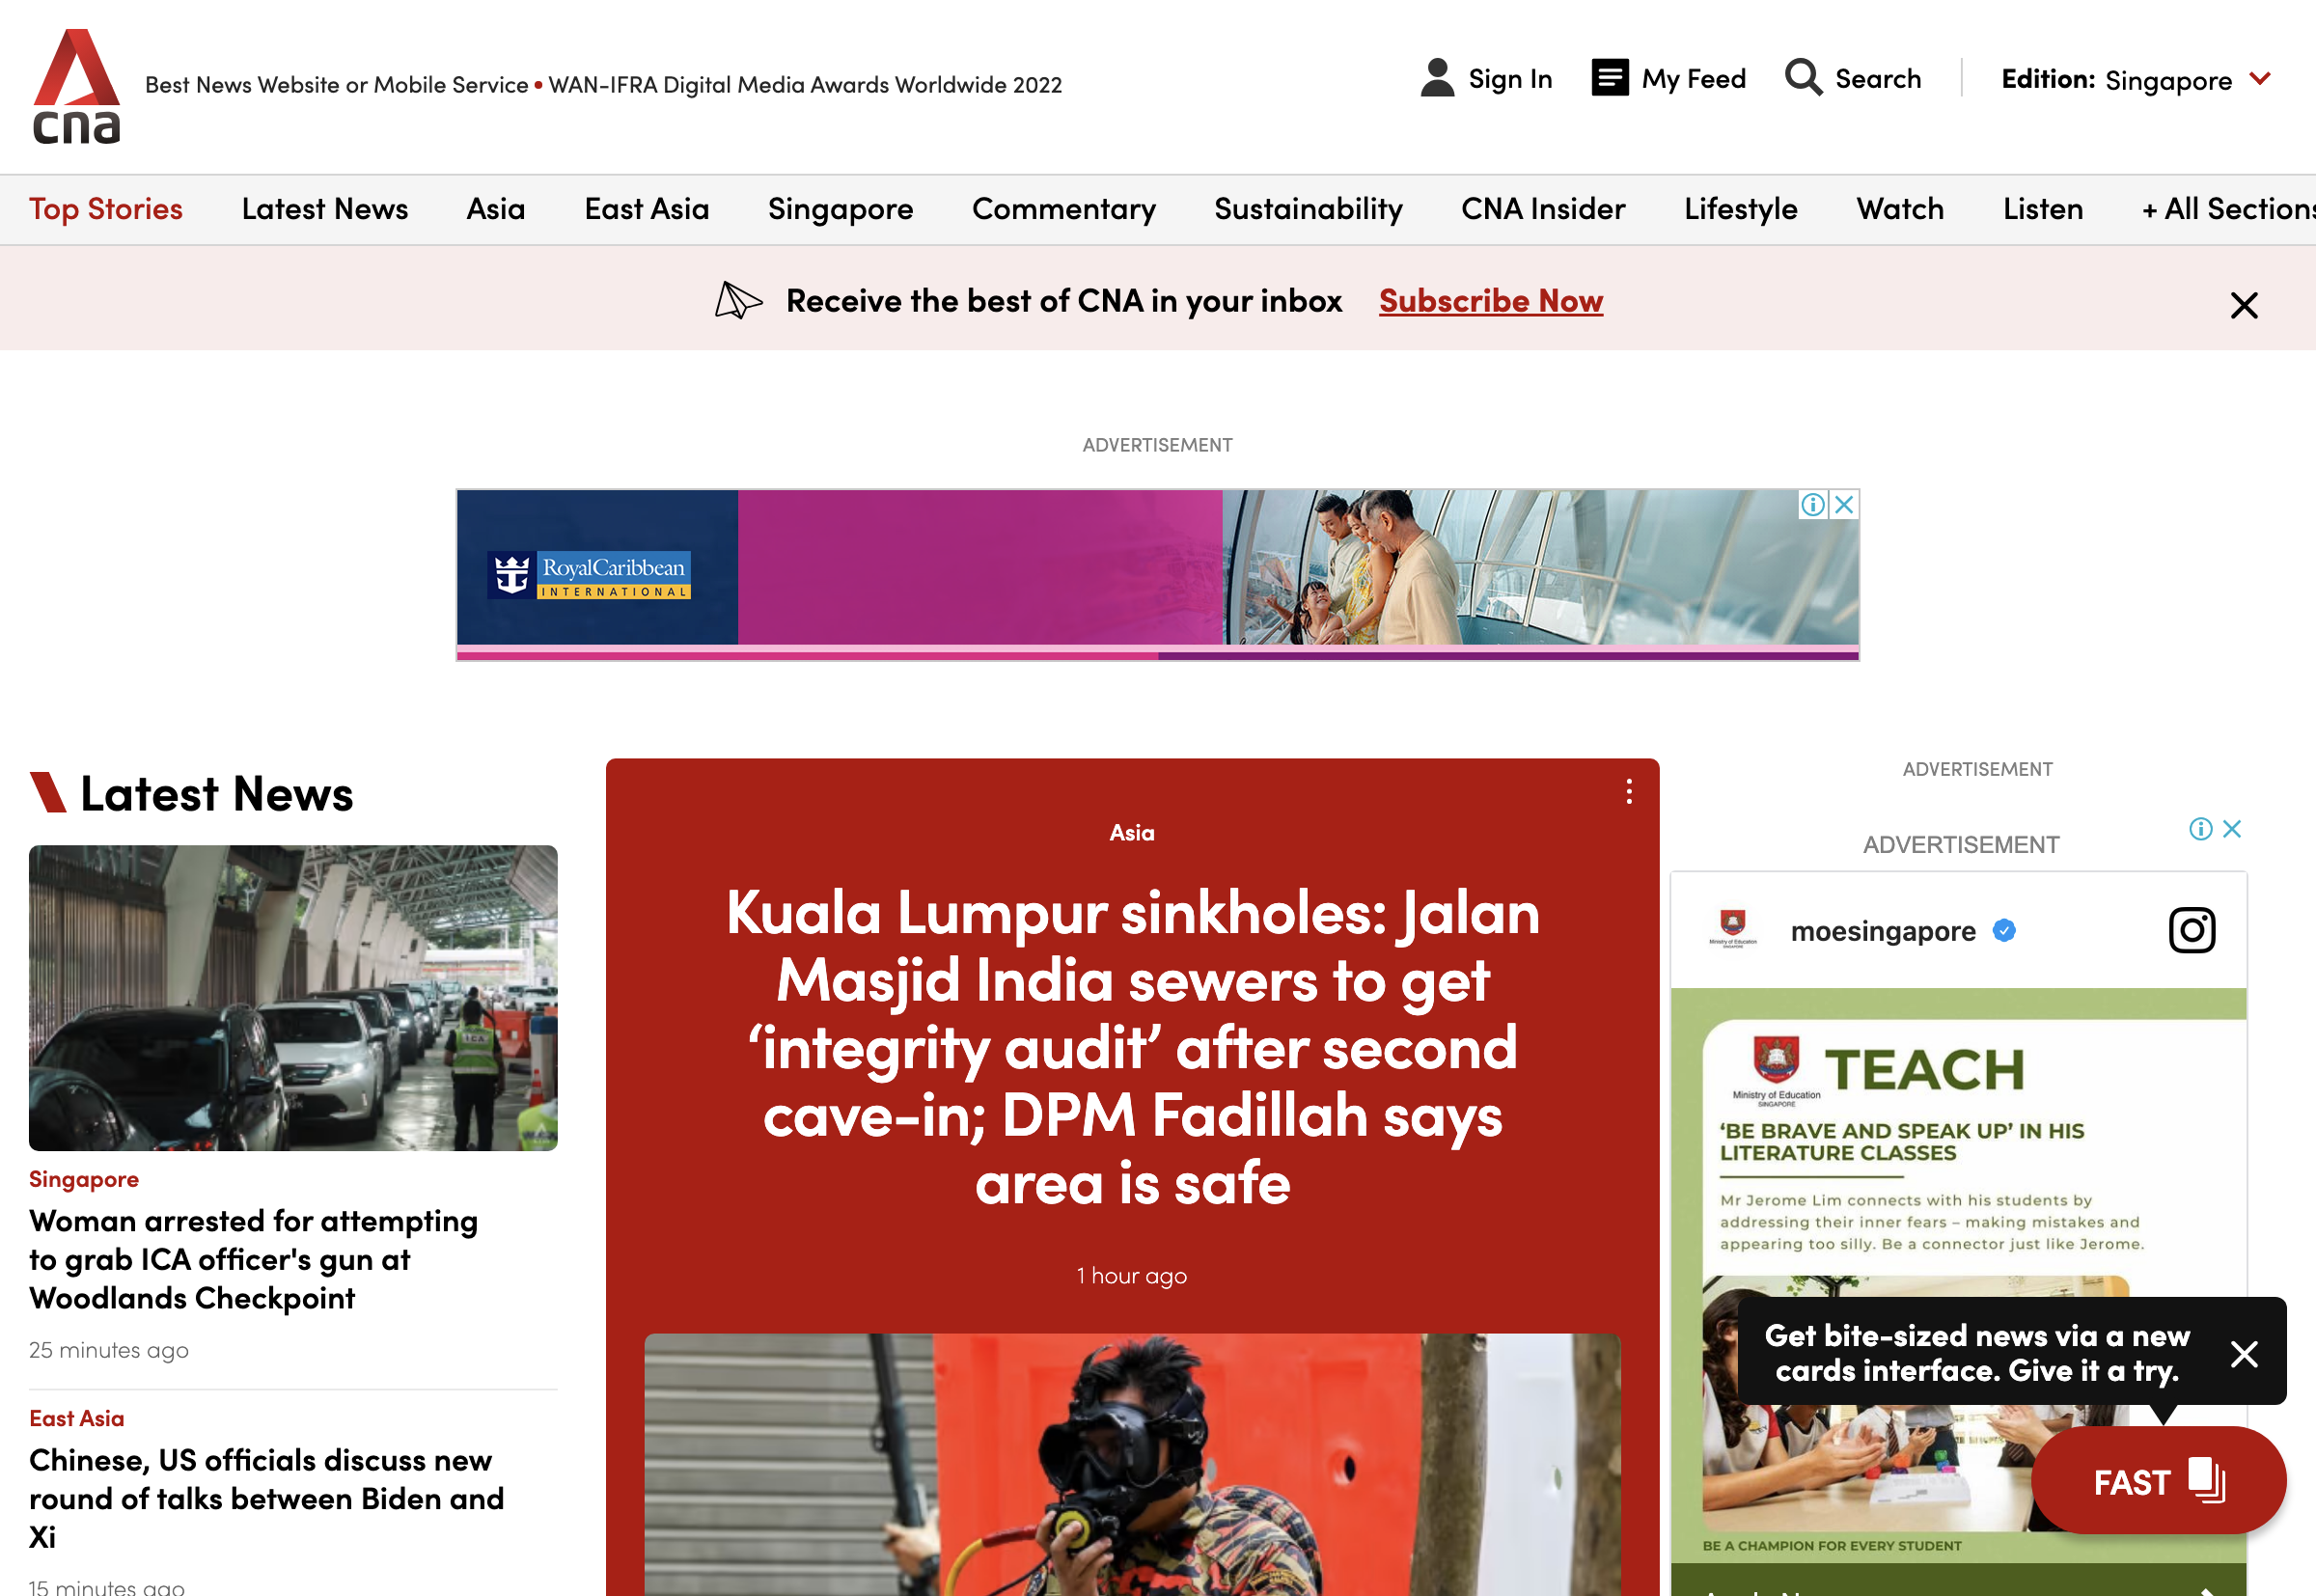 cna
Best News Website or Mobile Service • WAN-IFRA Digital Media Awards Worldwide 2022
Sign In
My Feed
Search
Edition: Singapore
Top Stories
Latest News
Asia
East Asia
Singapore
Commentary
Sustainability
CNA Insider
Lifestyle
Watch
Listen
+ All Sections
Receive the best of CNA in your inbox
Subscribe Now
ADVERTISEMENT
RoyalCaribbean
INTERNATIONAL
Latest News
Singapore
Woman arrested for attempting
to grab ICA officer's gun at
Woodlands Checkpoint
25 minutes ago
East Asia
Chinese, US officials discuss new
round of talks between Biden and
Xi
15 minutes ago
Asia
Kuala Lumpur sinkholes: Jalan
Masjid India sewers to get
‘integrity audit’ after second
cave-in; DPM Fadillah says
area is safe
1 hour ago
ADVERTISEMENT
ADVERTISEMENT
Ministry of Education
moesingapore
Ministry of Education
SINGAPORE
TEACH
‘BE BRAVE AND SPEAK UP’ IN HIS
LITERATURE CLASSES
Mr Jerome Lim connects with his students by
addressing their inner fears – making mistakes and
appearing too silly. Be a connector just like Jerome.
Get bite-sized news via a new
cards interface. Give it a try.
FAST
BE A CHAMPION FOR EVERY STUDENT
ICA